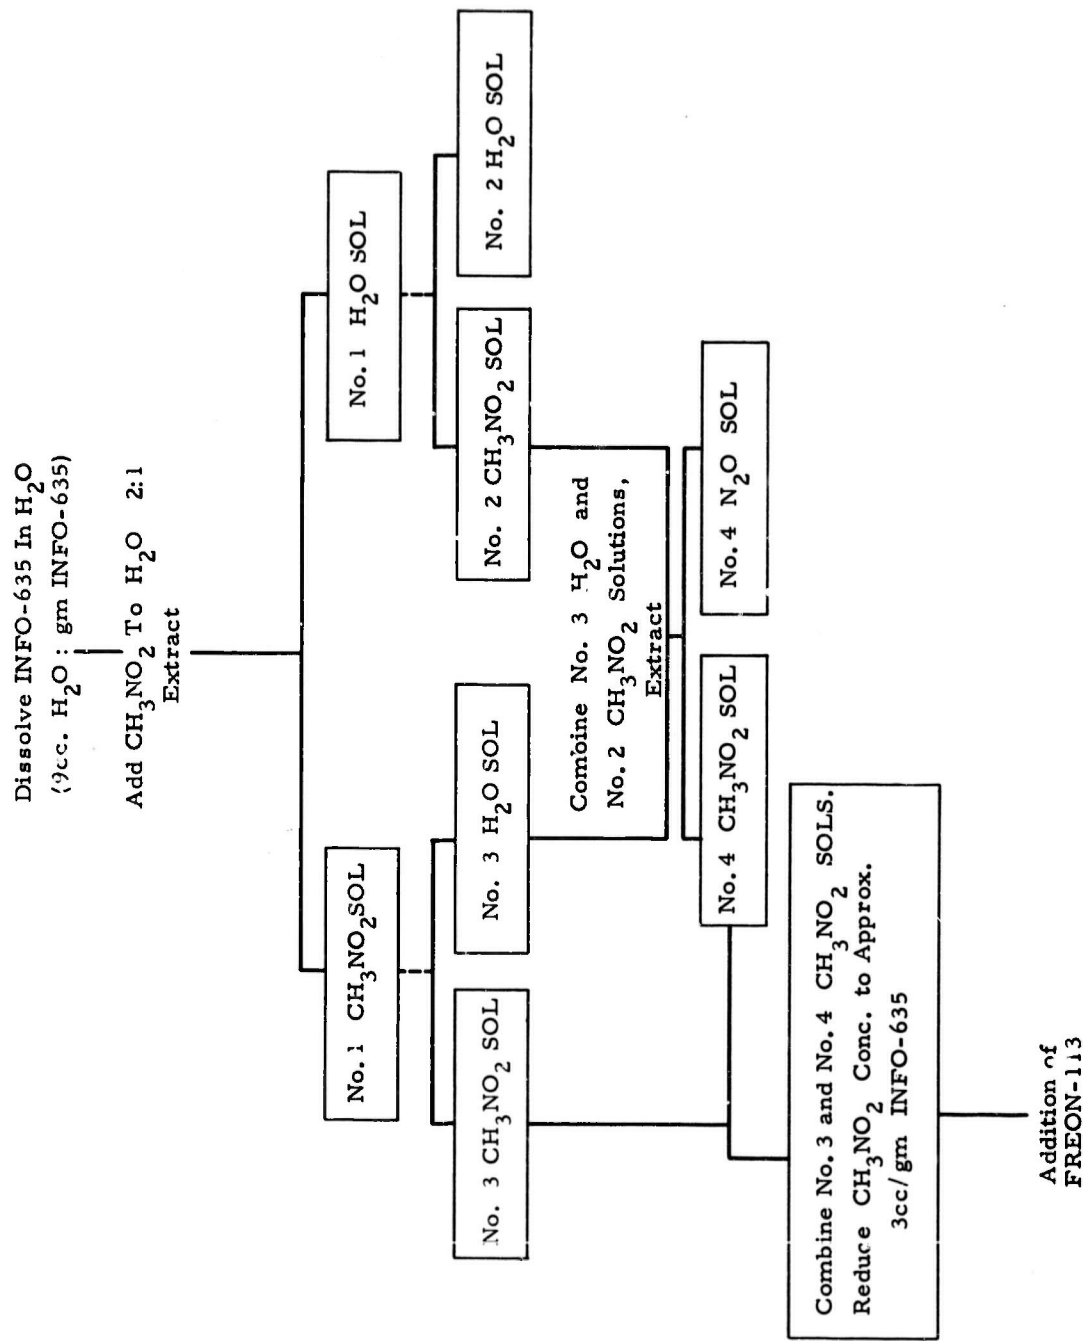 Dissolve INFO-635 In H2O
(9cc. H2O : gm INFO-635)
Add CH3NO2 To H2O 2:1
Extract
No. 1 CH3NO2 SOL
No. 1 H2O SOL
No. 3 CH3NO2 SOL
No. 3 H2O SOL
No. 2 CH3NO2 SOL
No. 2 H2O SOL
Combine No. 3 H2O and
No. 2 CH3NO2 Solutions,
Extract
No. 4 CH3NO2 SOL
No. 4 N2O SOL
Combine No. 3 and No. 4 CH3NO2 SOLS.
Reduce CH3NO2 Conc. to Approx.
3cc/gm INFO-635
Addition of
FREON-113